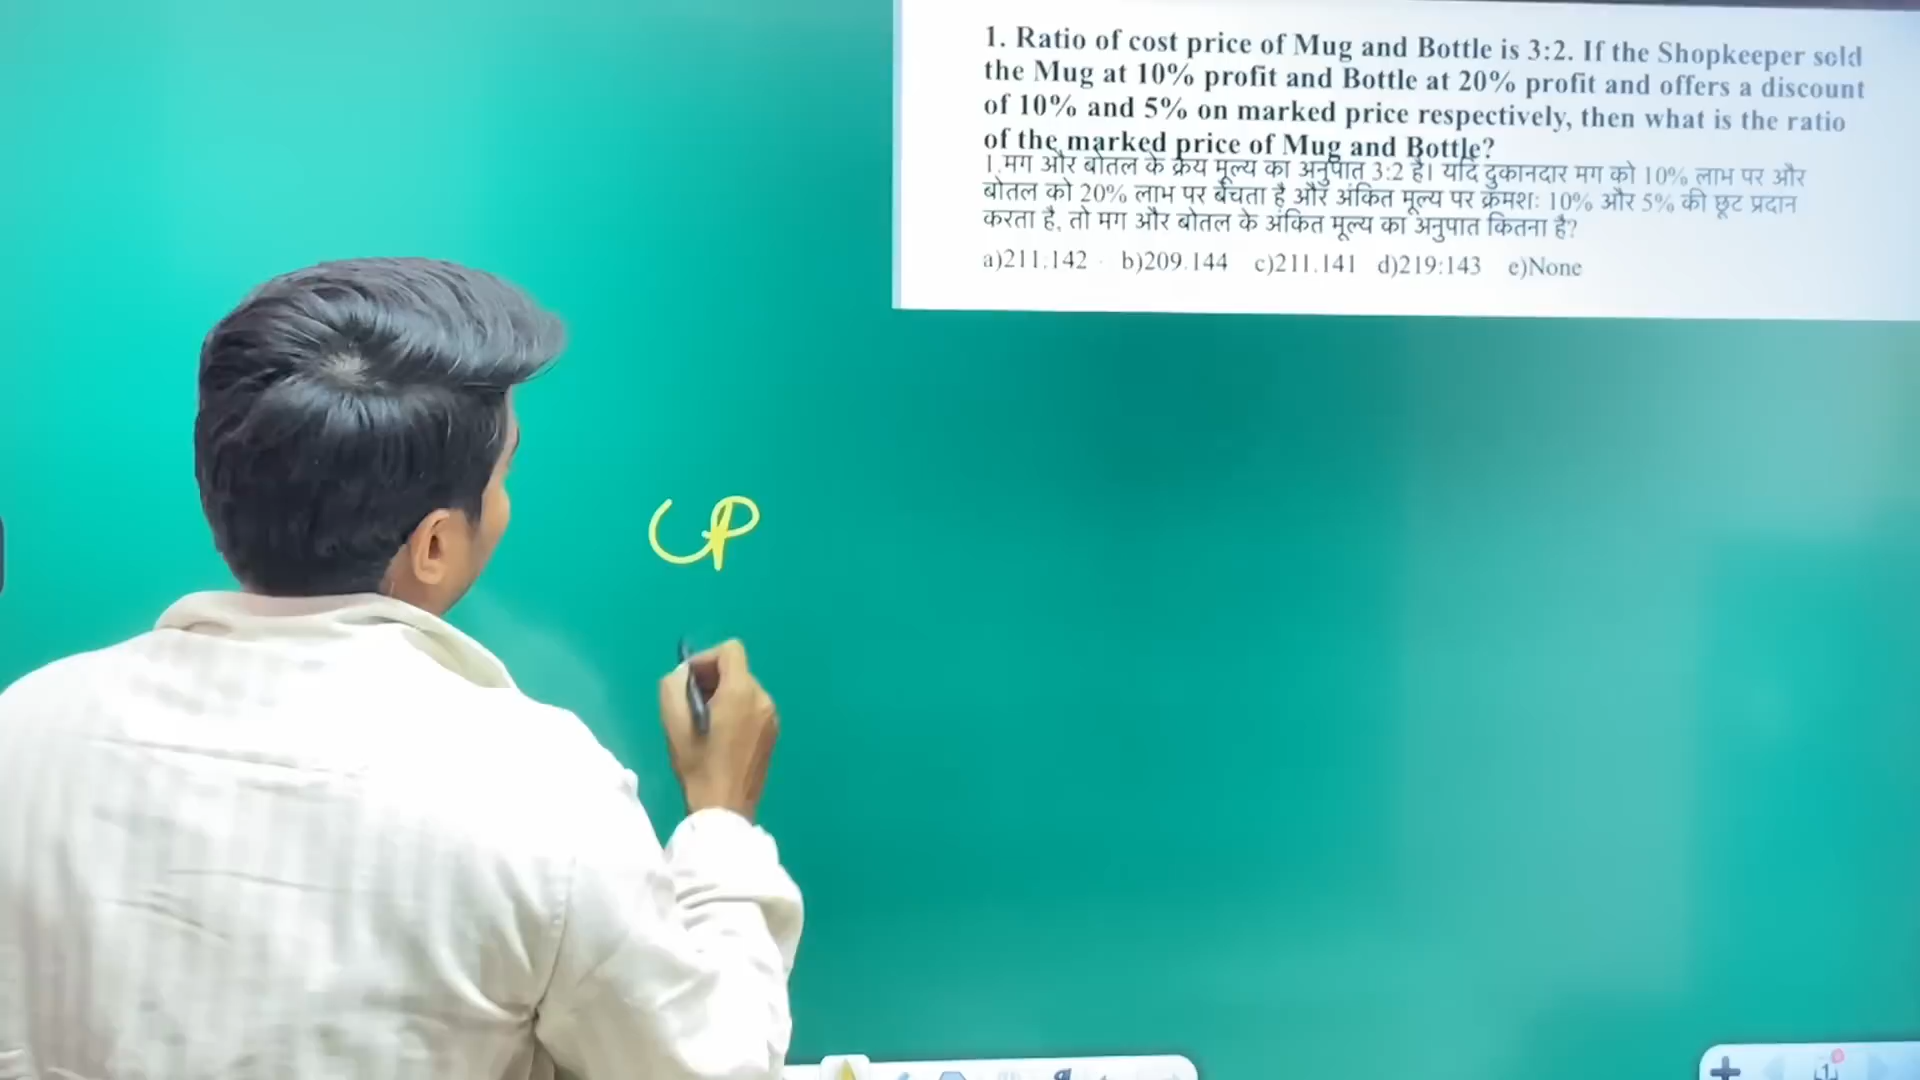 1. Ratio of cost price of Mug and Bottle is 3:2. If the Shopkeeper sold
the Mug at 10% profit and Bottle at 20% profit and offers a discount
of 10% and 5% on marked price respectively, then what is the ratio
of the marked price of Mug and Bottle?
1.मग और बोतल के क्रय मूल्य का अनुपात 3:2 है। यदि दुकानदार मग को 10% लाभ पर और
बोतल को 20% लाभ पर बेचता है और अंकित मूल्य पर क्रमशः 10% और 5% की छूट प्रदान
करता है, तो मग और बोतल के अंकित मूल्य का अनुपात कितना है?
a)211:142 b)209:144 c)211:141 d)219:143 e)None
CP
1